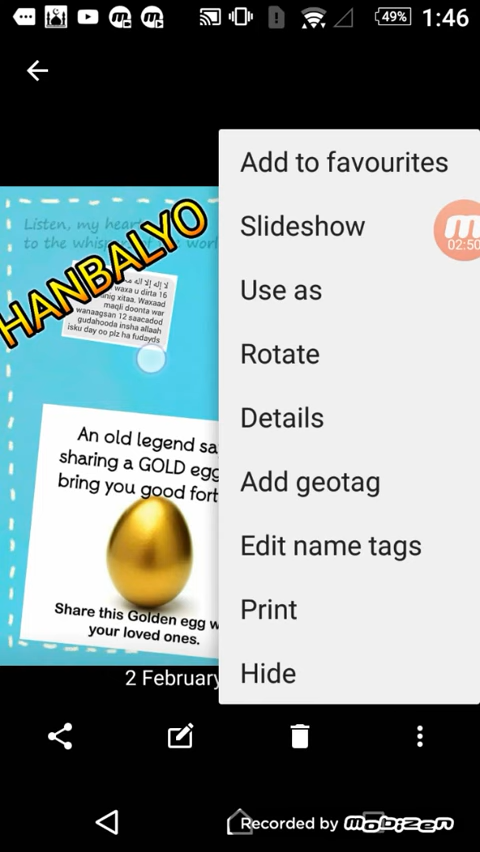 49% 1:46
Add to favourites
Slideshow
Use as
Rotate
Details
Add geotag
Edit name tags
Print
Hide
02:50
Listen, my heart
to the whisper
HANBALYO
waxa u dirta 16
xitaa. Waxaad
maqli doonta war
wanaagsan 12 saacadod
gudahooda insha allaah
isku day oo plz ha fudayds
An old legend sa
sharing a GOLD egg
bring you good fort
Share this Golden egg w
your loved ones.
2 February
Recorded by mobizen